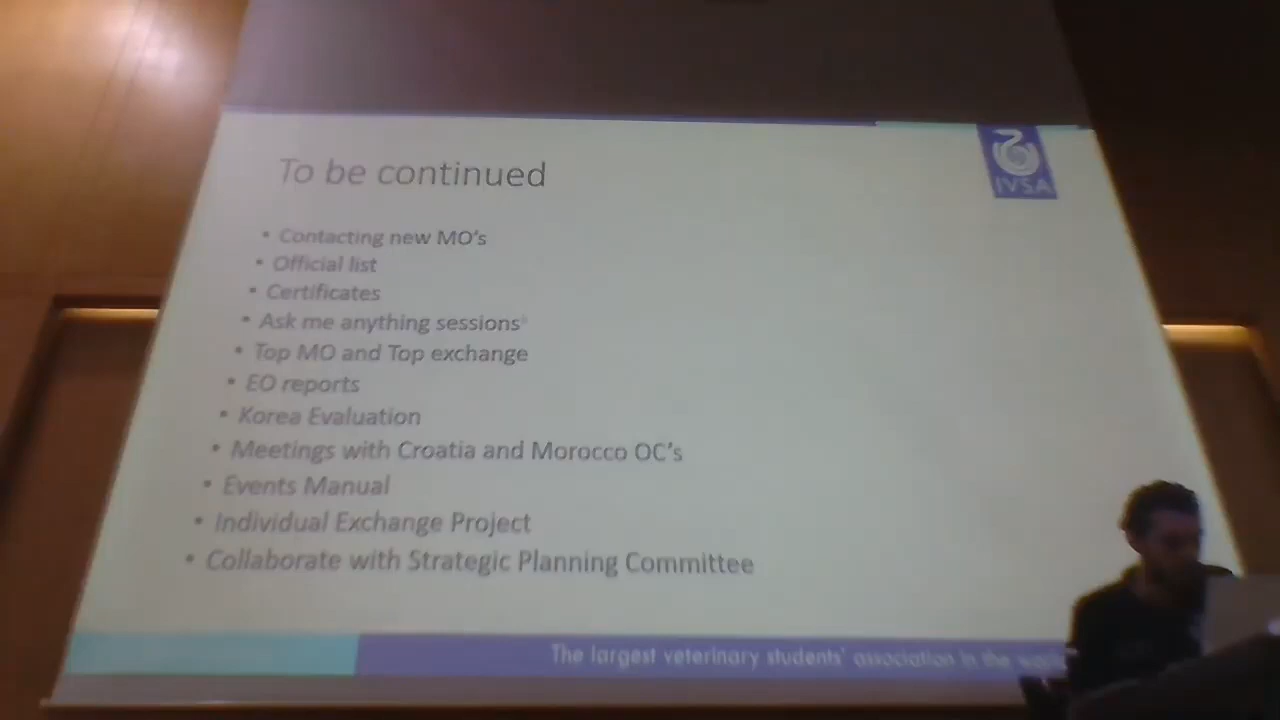 To be continued
IVSA
• Contacting new MO's
• Official list
• Certificates
• Ask me anything sessions
• Top MO and Top exchange
• EO reports
• Korea Evaluation
• Meetings with Croatia and Morocco OC's
• Events Manual
• Individual Exchange Project
• Collaborate with Strategic Planning Committee
The largest veterinary students' association in the